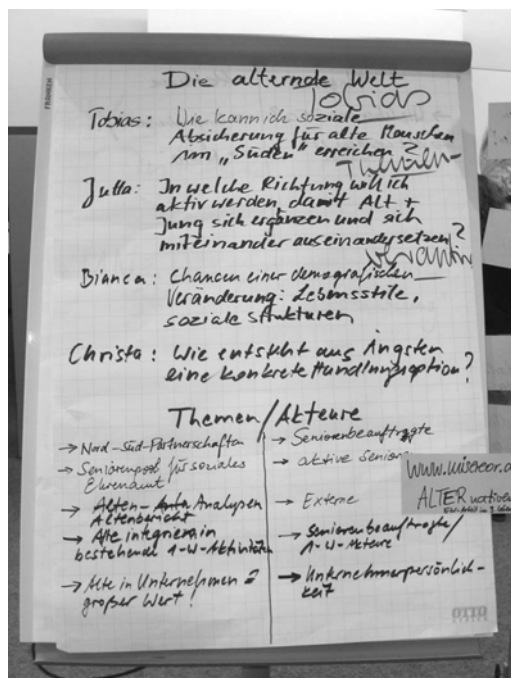 Die alternde Welt
Tobias
Tobias: Wie kann ich soziale
Absicherung für alte Menschen
im „Süden" erreichen?
Jutta: In welche Richtung will ich
aktiv werden, damit Alt +
Jung sich ergänzen und sich
miteinander auseinandersetzen?
Bianca: Chancen einer demografischen
Veränderung: Lebensstile,
soziale Strukturen
Christa: Wie entsteht aus Ängsten
eine konkrete Handlungsoption?
Themen/Akteure
→ Nord-Süd-Partnerschaften
→ Seniorenpool für soziales
Ehrenamt
→ Alten- Analysen
Altenbericht
→ Alte integrieren in
bestehende 1-W-Aktivitäten
→ Alte in Unternehmen =
großer Wert!
→ Seniorenbeauftragte
→ aktive Senioren
→ Externe
→ Seniorenbeauftragte/
1-W-Akteure
→ Unternehmerpersönlich-
keit
www.misereor.d
ALTERnativen
OTTO
FRANKEN